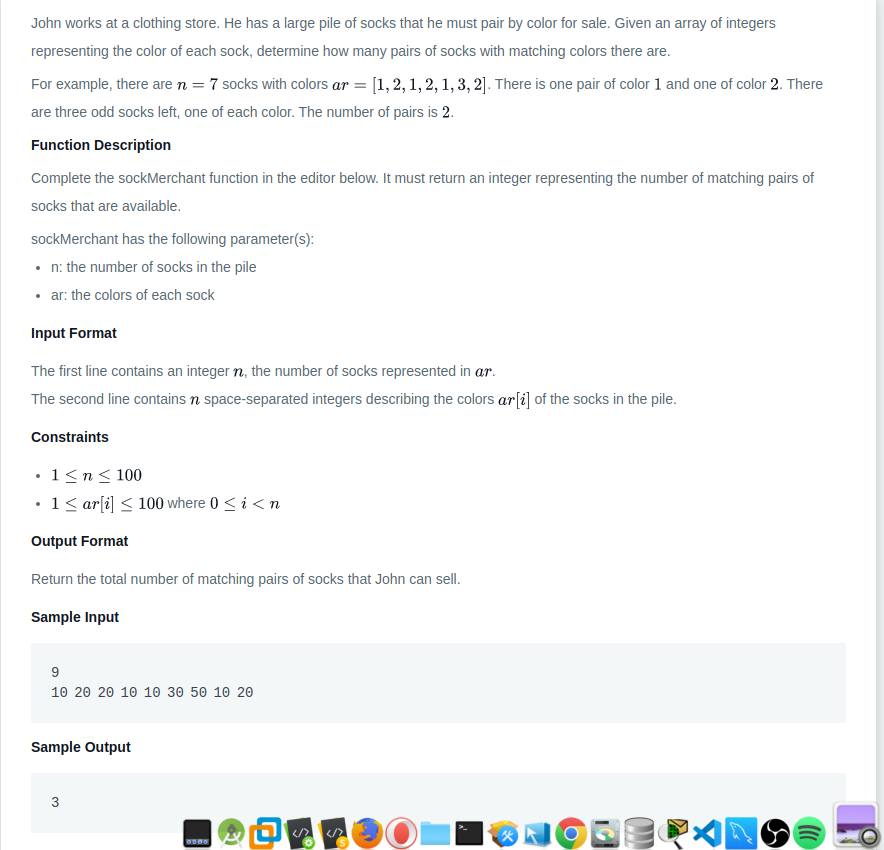 John works at a clothing store. He has a large pile of socks that he must pair by color for sale. Given an array of integers
representing the color of each sock, determine how many pairs of socks with matching colors there are.
For example, there are n = 7 socks with colors ar = [1, 2, 1, 2, 1, 3, 2]. There is one pair of color 1 and one of color 2. There
are three odd socks left, one of each color. The number of pairs is 2.
Function Description
Complete the sockMerchant function in the editor below. It must return an integer representing the number of matching pairs of
socks that are available.
sockMerchant has the following parameter(s):
• n: the number of socks in the pile
• ar: the colors of each sock
Input Format
The first line contains an integer n, the number of socks represented in ar.
The second line contains n space-separated integers describing the colors ar[i] of the socks in the pile.
Constraints
• 1 ≤ n ≤ 100
• 1 ≤ ar[i] ≤ 100 where 0 ≤ i < n
Output Format
Return the total number of matching pairs of socks that John can sell.
Sample Input
9
10 20 20 10 10 30 50 10 20
Sample Output
3